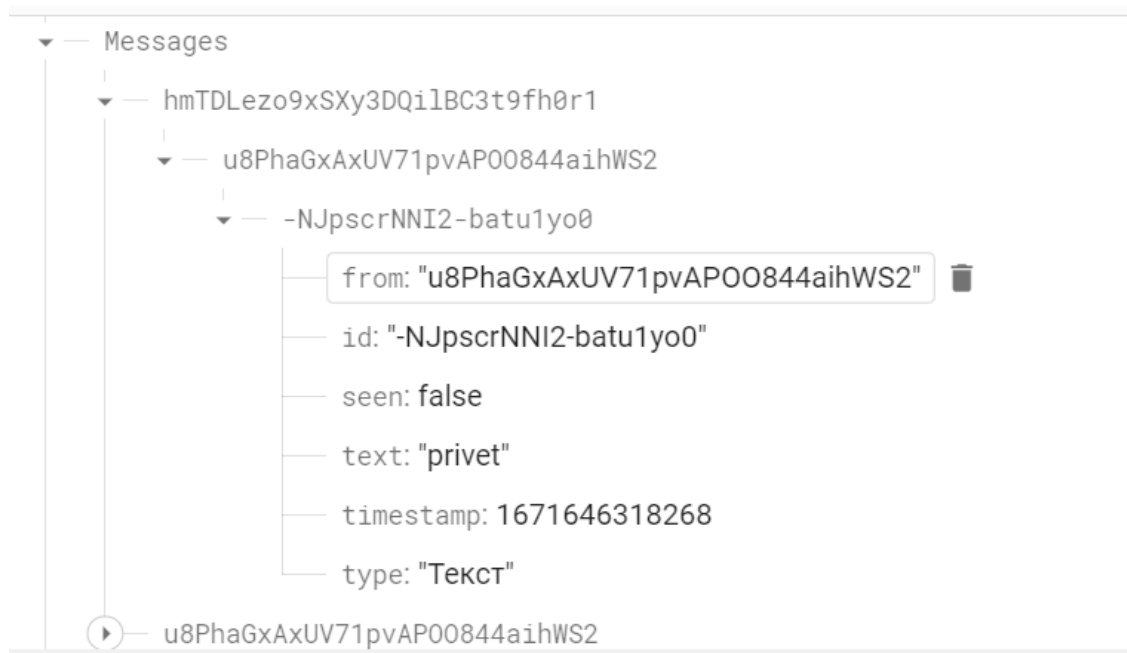 Messages
hmTDLezo9xSXy3DQilBC3t9fh0r1
u8PhaGxAxUV71pvAPOO844aihWS2
-NJpscrNNI2-batu1yo0
from: "u8PhaGxAxUV71pvAPOO844aihWS2"
id: "-NJpscrNNI2-batu1yo0"
seen: false
text: "privet"
timestamp: 1671646318268
type: "Текст"
u8PhaGxAxUV71pvAPOO844aihWS2